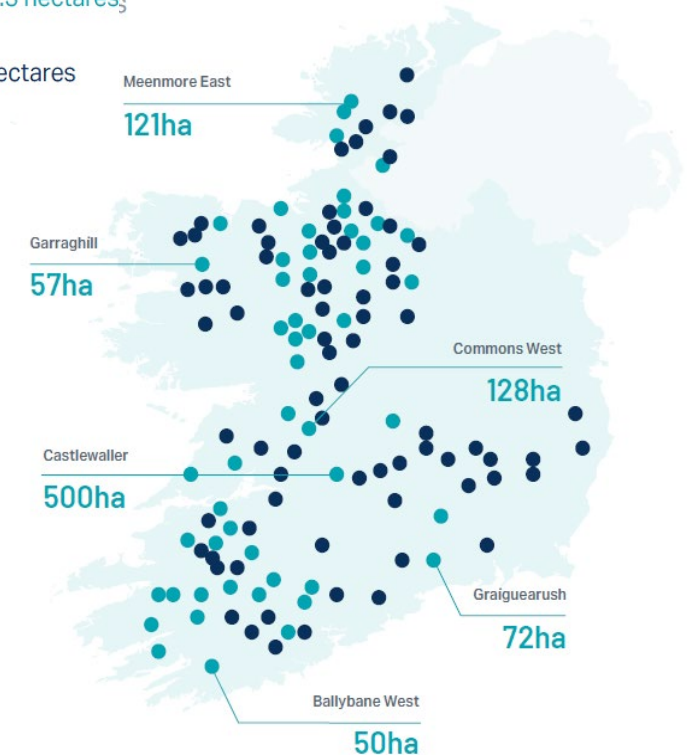 ectares
Meenmore East
121ha
Garraghill
57ha
Commons West
128ha
Castlewaller
500ha
Graiguearush
72ha
Ballybane West
50ha